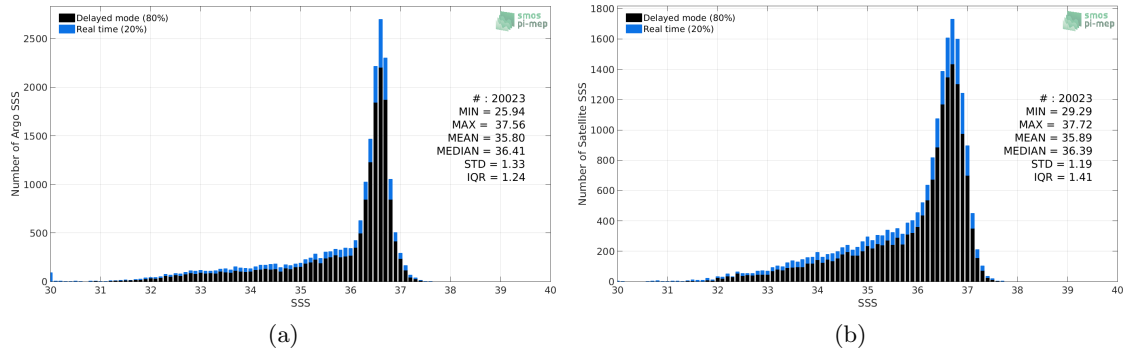 Delayed mode (80%)
Real time (20%)
smos
pi-mep
2500
2000
1500
1000
500
0
Number of Argo SSS
# : 20023
MIN = 25.94
MAX = 37.56
MEAN = 35.80
MEDIAN = 36.41
STD = 1.33
IQR = 1.24
30 31 32 33 34 35 36 37 38 39 40
SSS
(a)
Delayed mode (80%)
Real time (20%)
smos
pi-mep
1800
1600
1400
1200
1000
800
600
400
200
0
Number of Satellite SSS
# : 20023
MIN = 29.29
MAX = 37.72
MEAN = 35.89
MEDIAN = 36.39
STD = 1.19
IQR = 1.41
30 31 32 33 34 35 36 37 38 39 40
SSS
(b)